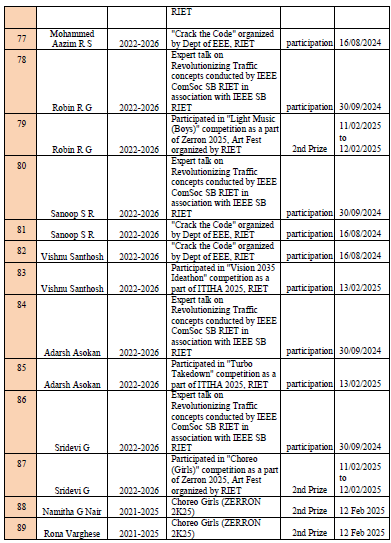 RIET
77 Mohammed Aazim R S 2022-2026 "Crack the Code" organized by Dept of EEE, RIET participation 16/08/2024
78 Robin R G 2022-2026 Expert talk on Revolutionizing Traffic concepts conducted by IEEE ComSoc SB RIET in association with IEEE SB RIET participation 30/09/2024
79 Robin R G 2022-2026 Participated in "Light Music (Boys)" competition as a part of Zerron 2025, Art Fest organized by RIET 2nd Prize 11/02/2025 to 12/02/2025
80 Sanoop S R 2022-2026 Expert talk on Revolutionizing Traffic concepts conducted by IEEE ComSoc SB RIET in association with IEEE SB RIET participation 30/09/2024
81 Sanoop S R 2022-2026 "Crack the Code" organized by Dept of EEE, RIET participation 16/08/2024
82 Vishnu Santhosh 2022-2026 "Crack the Code" organized by Dept of EEE, RIET participation 16/08/2024
83 Vishnu Santhosh 2022-2026 Participated in "Vision 2035 Ideathon" competition as a part of ITIHA 2025, RIET participation 13/02/2025
84 Adarsh Asokan 2022-2026 Expert talk on Revolutionizing Traffic concepts conducted by IEEE ComSoc SB RIET in association with IEEE SB RIET participation 30/09/2024
85 Adarsh Asokan 2022-2026 Participated in "Turbo Takedown" competition as a part of ITIHA 2025, RIET participation 13/02/2025
86 Sridevi G 2022-2026 Expert talk on Revolutionizing Traffic concepts conducted by IEEE ComSoc SB RIET in association with IEEE SB RIET participation 30/09/2024
87 Sridevi G 2022-2026 Participated in "Choreo (Girls)" competition as a part of Zerron 2025, Art Fest organized by RIET 2nd Prize 11/02/2025 to 12/02/2025
88 Namitha G Nair 2021-2025 Choreo Girls (ZERRON 2K25) 2nd Prize 12 Feb 2025
89 Rona Varghese 2021-2025 Choreo Girls (ZERRON 2K25) 2nd Prize 12 Feb 2025